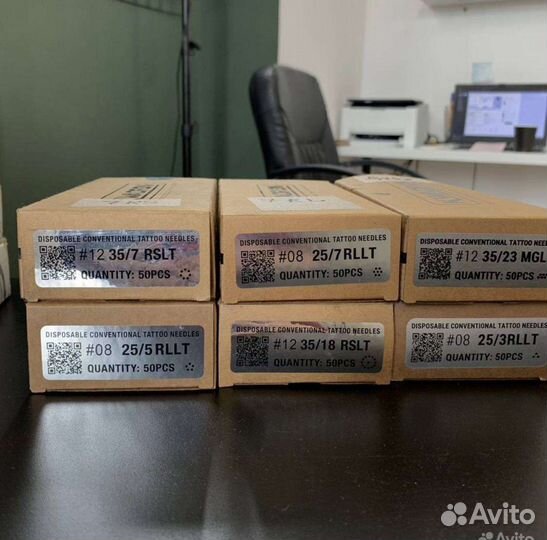 DISPOSABLE CONVENTIONAL TATTOO NEEDLES
#12 35/7 RSLT
QUANTITY: 50PCS
DISPOSABLE CONVENTIONAL TATTOO NEEDLES
#08 25/7 RLLT
QUANTITY: 50PCS
DISPOSABLE CONVENTIONAL TATTOO NEEDLES
#12 35/23 MGL
QUANTITY: 50PCS
DISPOSABLE CONVENTIONAL TATTOO NEEDLES
#08 25/5 RLLT
QUANTITY: 50PCS
DISPOSABLE CONVENTIONAL TATTOO NEEDLES
#12 35/18 RSLT
QUANTITY: 50PCS
DISPOSABLE CONVENTIONAL TATTOO NEEDLES
#08 25/3 RLLT
QUANTITY: 50PCS
Avito
Avito